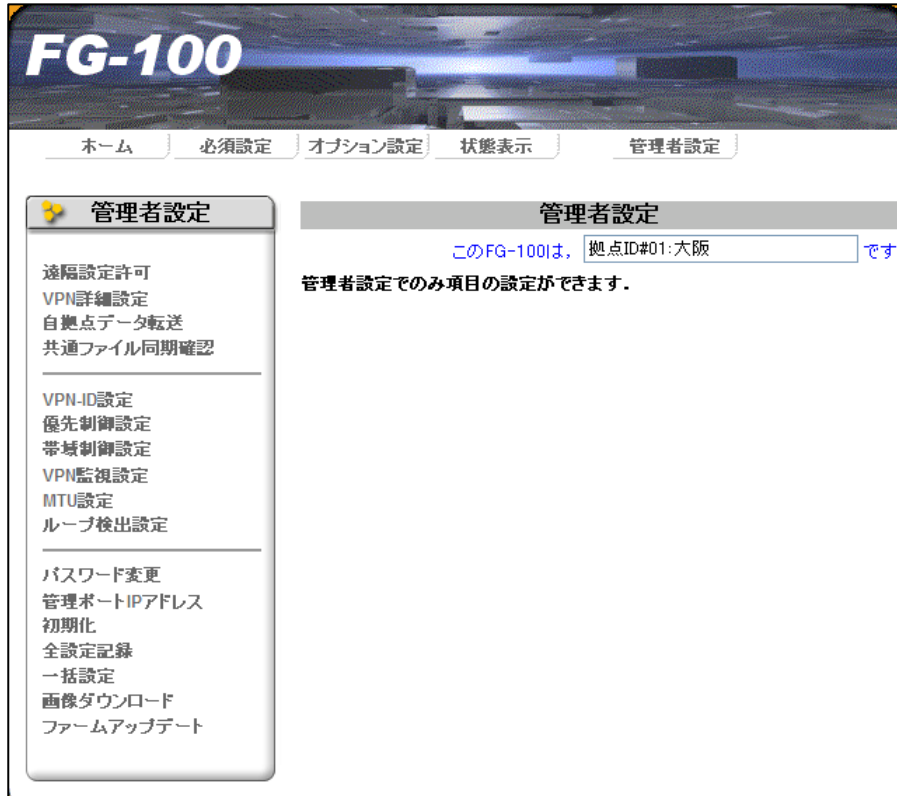 FG-100
ホーム 必須設定 オプション設定 状態表示 管理者設定
管理者設定
遠隔設定許可
VPN詳細設定
自拠点データ転送
共通ファイル同期確認
VPN-ID設定
優先制御設定
帯域制御設定
VPN監視設定
MTU設定
ループ検出設定
パスワード変更
管理ポートIPアドレス
初期化
全設定記録
一括設定
画像ダウンロード
ファームアップデート
管理者設定
このFG-100は, 拠点ID#01:大阪 です
管理者設定でのみ項目の設定ができます.